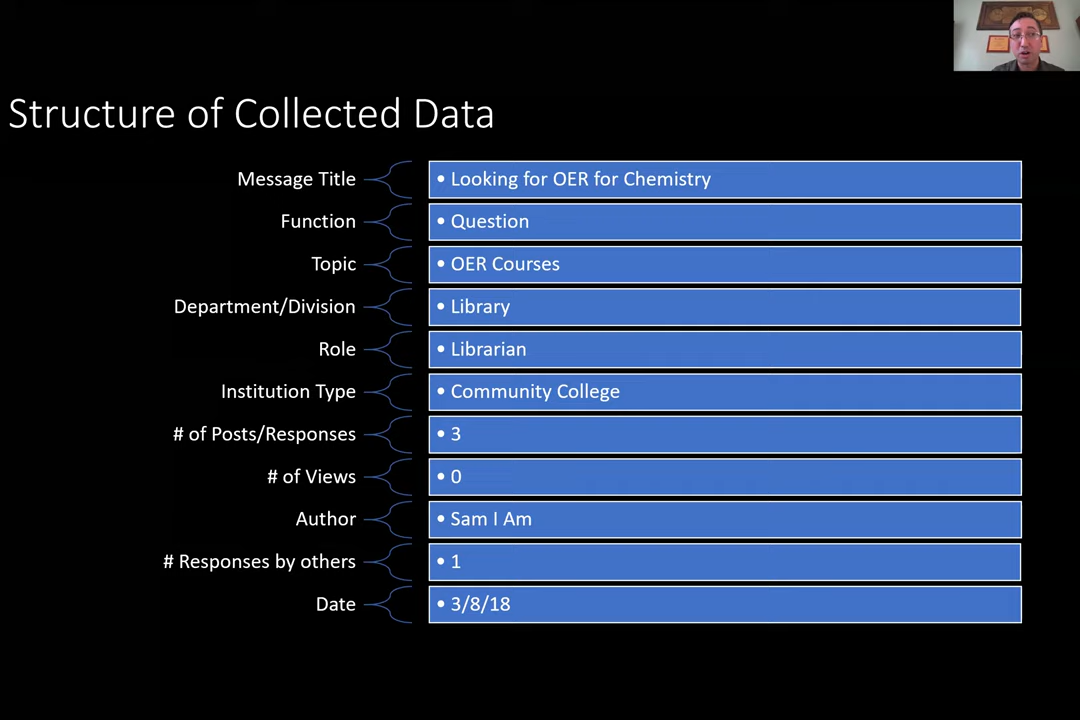 Structure of Collected Data
Message Title • Looking for OER for Chemistry
Function • Question
Topic • OER Courses
Department/Division • Library
Role • Librarian
Institution Type • Community College
# of Posts/Responses • 3
# of Views • 0
Author • Sam I Am
# Responses by others • 1
Date • 3/8/18